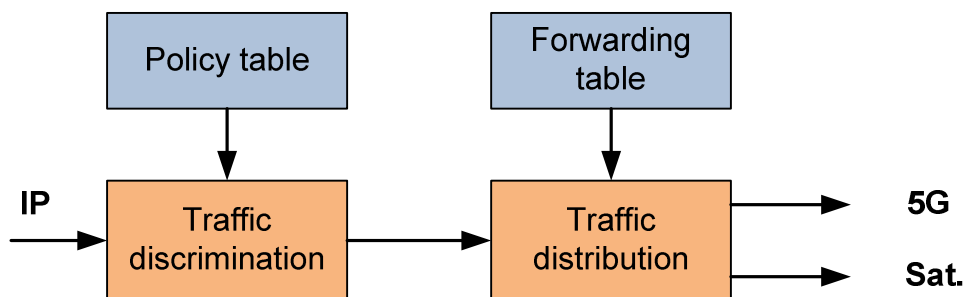 Policy table
Forwarding
table
IP
Traffic
discrimination
Traffic
distribution
5G
Sat.